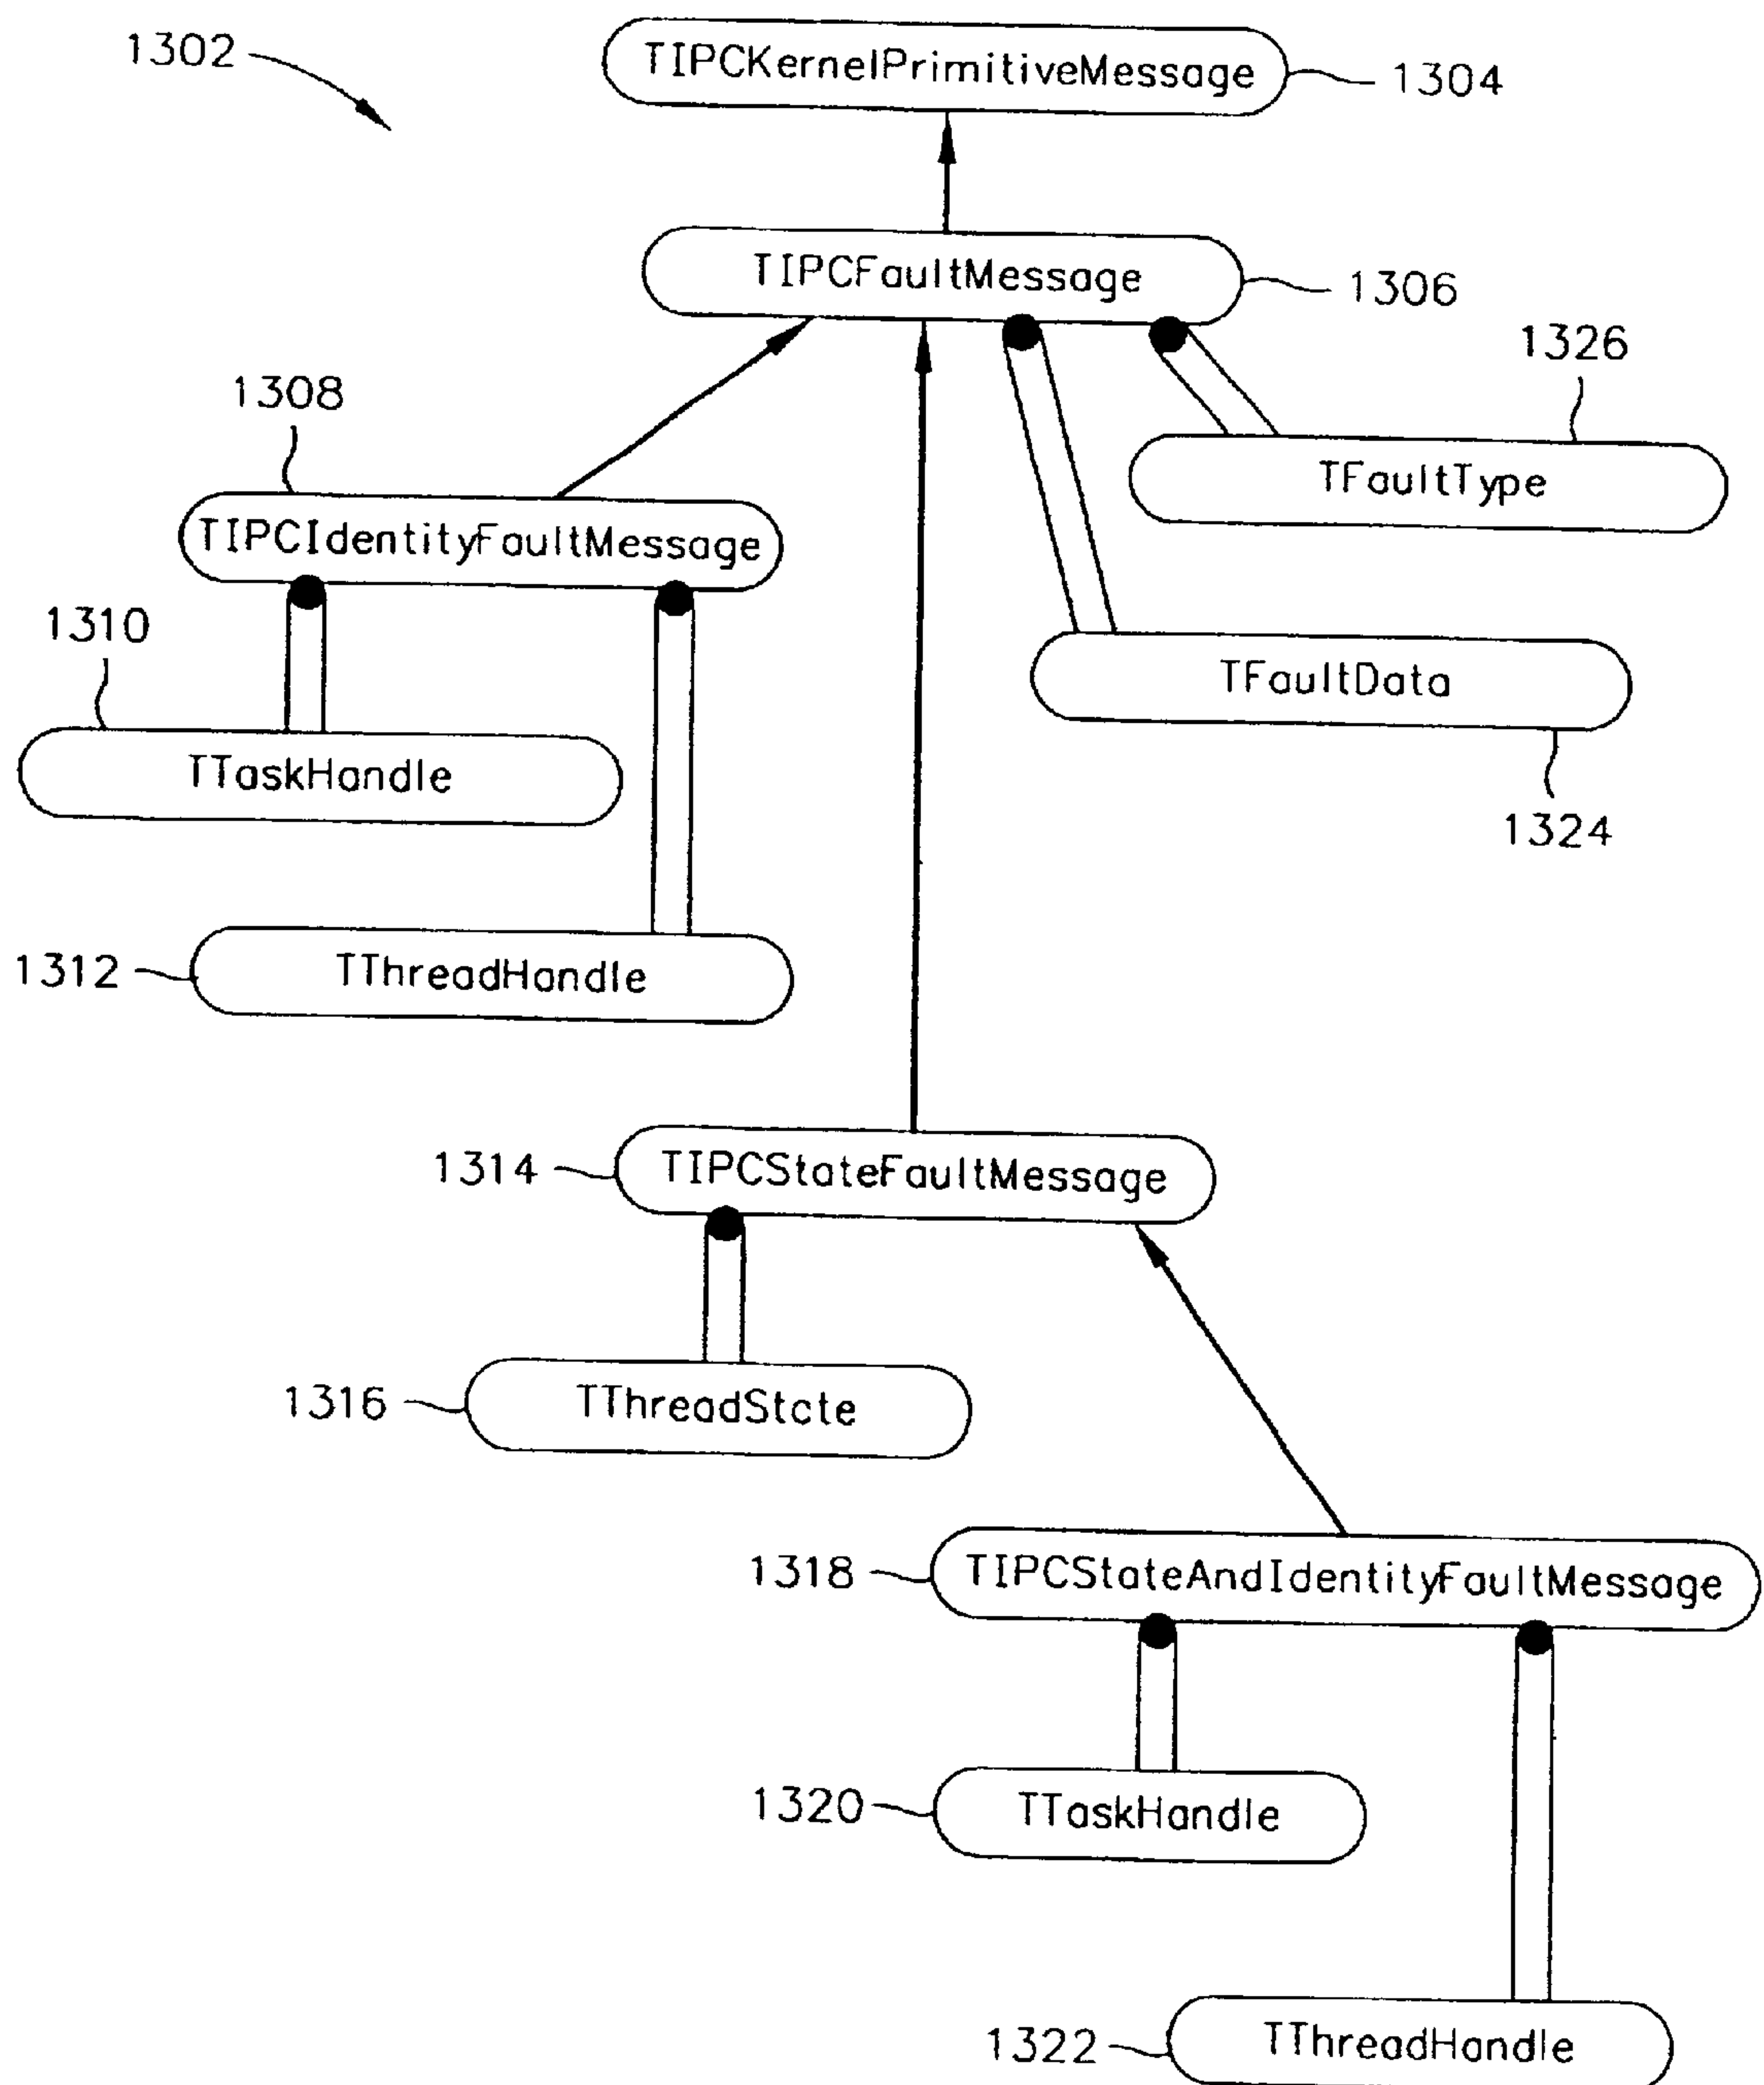 1302
TIPCKernelPrimitiveMessage
1304
TIPCFaultMessage
1306
1326
1308
TFaultType
TIPCIdentityFaultMessage
1310
TFaultData
TTaskHandle
1324
1312
TThreadHandle
1314
TIPCStateFaultMessage
1316
TThreadState
1318
TIPCStateAndIdentityFaultMessage
1320
TTaskHandle
1322
TThreadHandle